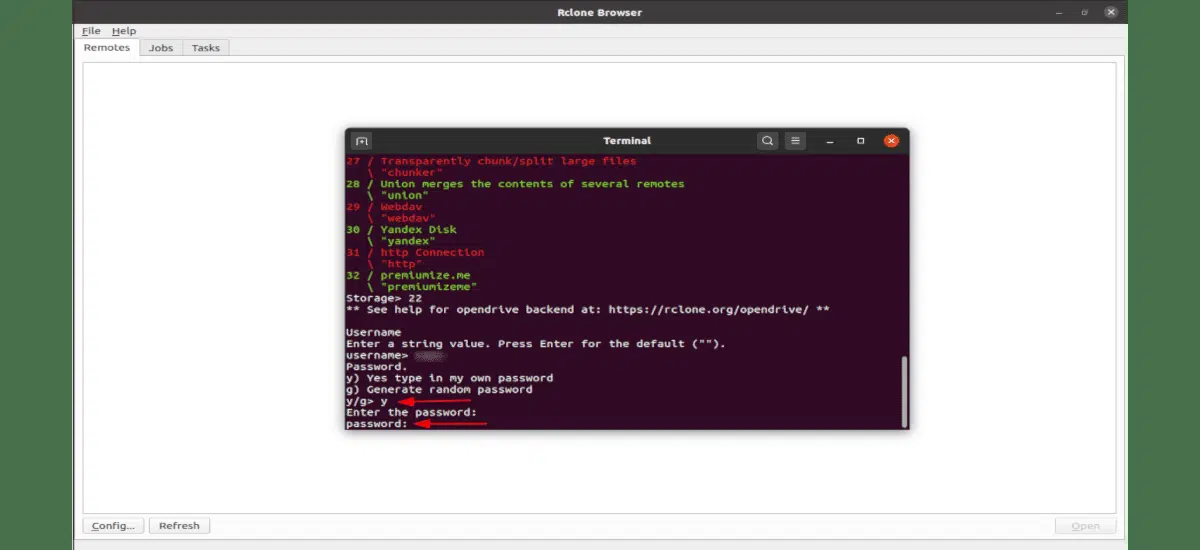 Rclone Browser
File Help
Remotes Jobs Tasks
Terminal
27 / Transparently chunk/split large files
\ "chunker"
28 / Union merges the contents of several remotes
\ "union"
29 / Webdav
\ "webdav"
30 / Yandex Disk
\ "yandex"
31 / http Connection
\ "http"
32 / premiumize.me
\ "premiumizeme"
Storage> 22
** See help for opendrive backend at: https://rclone.org/opendrive/ **
Username
Enter a string value. Press Enter for the default ("").
username>
Password.
y) Yes type in my own password
g) Generate random password
y/g> y
Enter the password:
password:
Config... Refresh Open